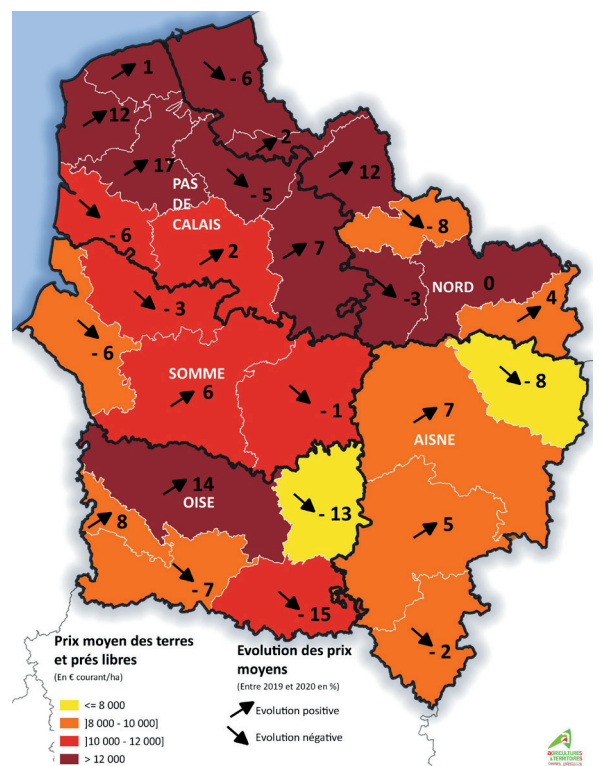 1
- 6
12
2
17
PAS
DE
CALAIS
- 5
12
- 6
2
7
- 8
-3
NORD 0
4
- 3
- 6
SOMME
6
- 1
7
AISNE
- 8
14
OISE
8
- 13
5
- 7
- 15
- 2
Prix moyen des terres
et prés libres
(En € courant/ha)
<= 8 000
]8 000 - 10 000]
]10 000 - 12 000]
> 12 000
Evolution des prix
moyens
(Entre 2019 et 2020 en %)
Evolution positive
Evolution négative
AGRICULTURES
& TERRITOIRES